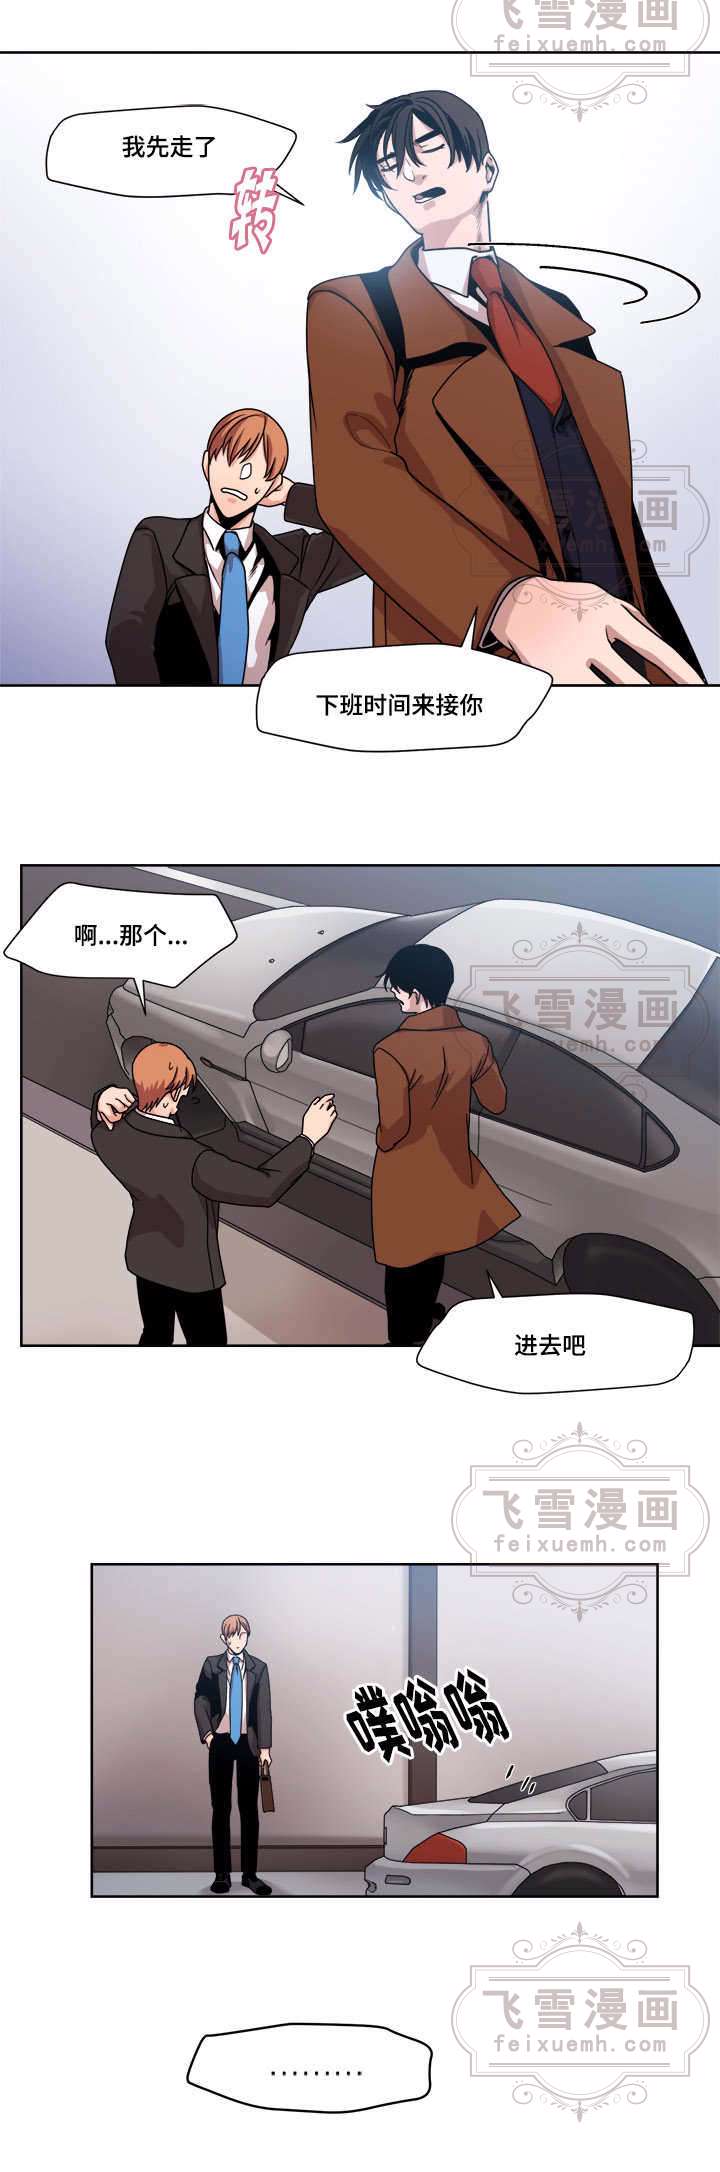 飞雪漫画
feixuemh.com
我先走了
转
飞雪漫画
feixuemh.com
下班时间来接你
啊...那个...
飞雪漫画
feixuemh.com
进去吧
飞雪漫画
feixuemh.com
噗嗡嗡
飞雪漫画
feixuemh.com
.........